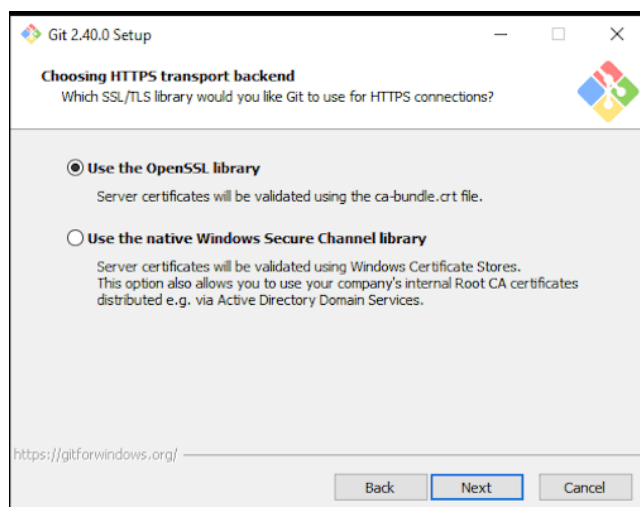 Git 2.40.0 Setup
Choosing HTTPS transport backend
Which SSL/TLS library would you like Git to use for HTTPS connections?
Use the OpenSSL library
Server certificates will be validated using the ca-bundle.crt file.
Use the native Windows Secure Channel library
Server certificates will be validated using Windows Certificate Stores.
This option also allows you to use your company's internal Root CA certificates
distributed e.g. via Active Directory Domain Services.
https://gitforwindows.org/
Back Next Cancel